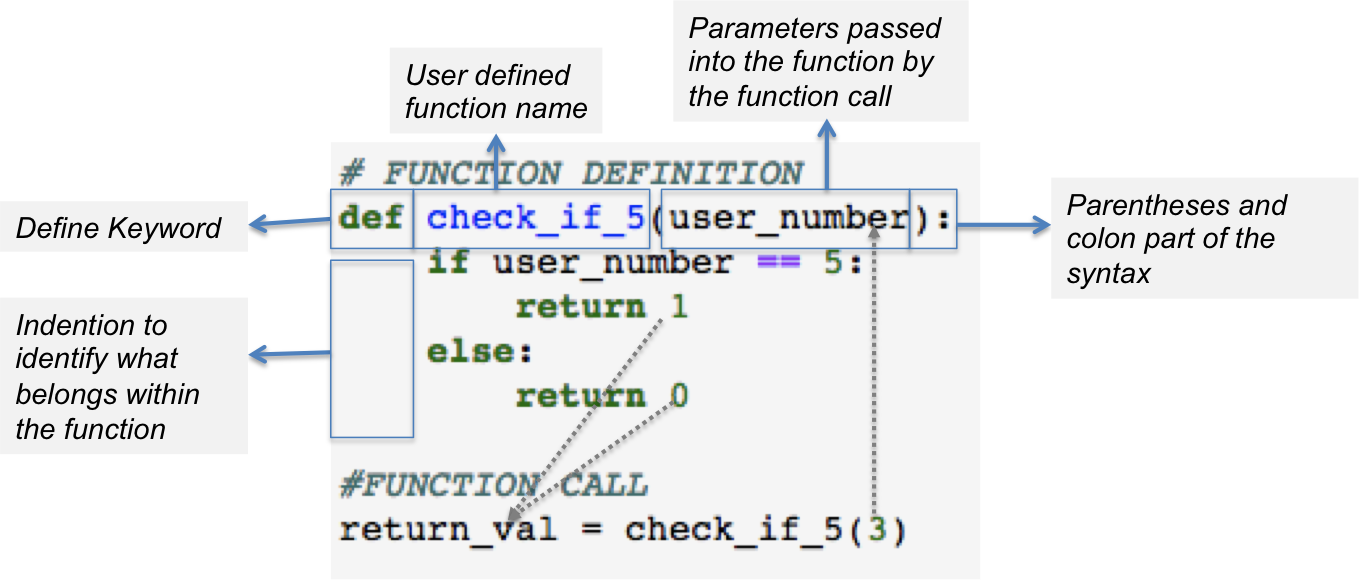 Parameters passed
into the function by
the function call
User defined
function name
# FUNCTION DEFINITION
def check_if_5(user_number):
if user_number == 5:
return 1
else:
return 0
#FUNCTION CALL
return_val = check_if_5(3)
Define Keyword
Indention to
identify what
belongs within
the function
Parentheses and
colon part of the
syntax